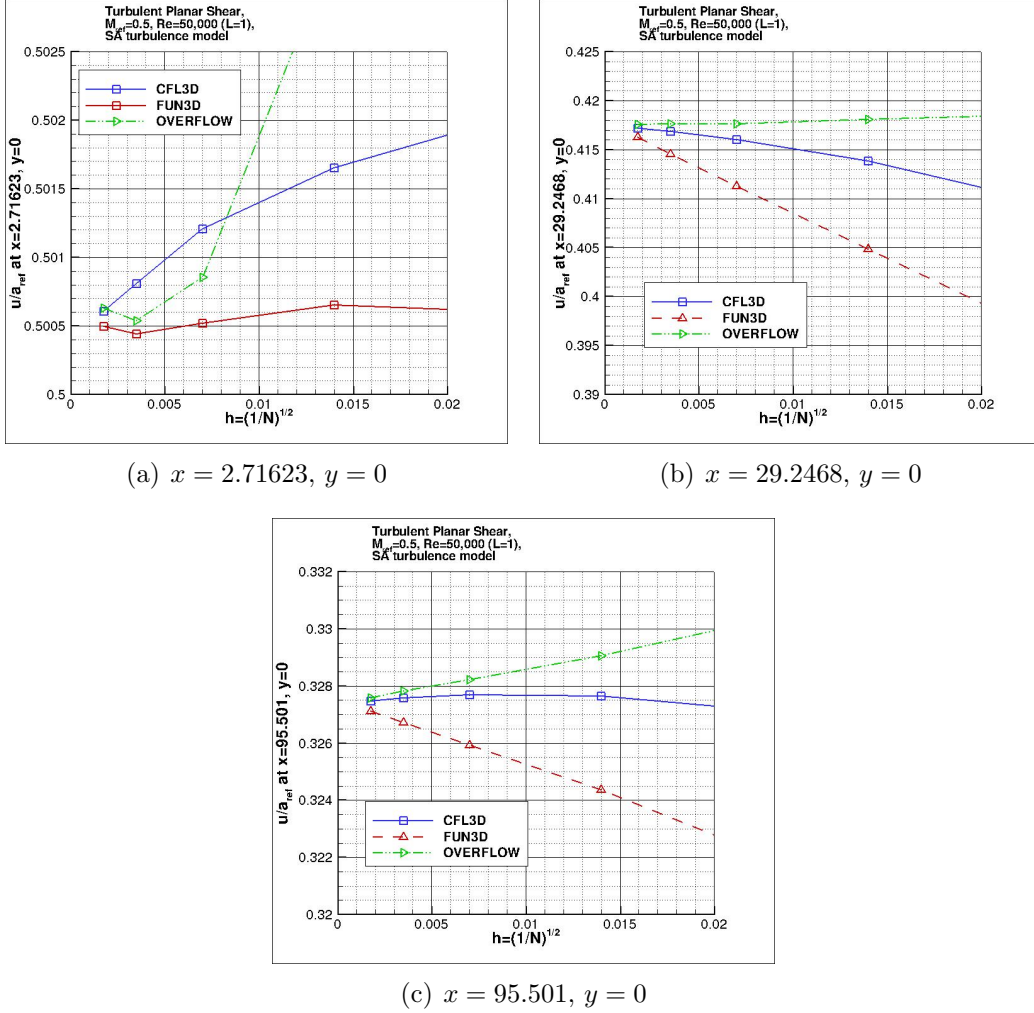 Turbulent Planar Shear,
M_ref=0.5, Re=50,000 (L=1),
SA turbulence model
0.5025
0.502
0.5015
0.501
0.5005
0.5
u/a_ref at x=2.71623, y=0
CFL3D
FUN3D
OVERFLOW
0 0.005 0.01 0.015 0.02
h=(1/N)^1/2
(a) x = 2.71623, y = 0
Turbulent Planar Shear,
M_ref=0.5, Re=50,000 (L=1),
SA turbulence model
0.425
0.42
0.415
0.41
0.405
0.4
0.395
0.39
u/a_ref at x=29.2468, y=0
CFL3D
FUN3D
OVERFLOW
0 0.005 0.01 0.015 0.02
h=(1/N)^1/2
(b) x = 29.2468, y = 0
Turbulent Planar Shear,
M_ref=0.5, Re=50,000 (L=1),
SA turbulence model
0.332
0.33
0.328
0.326
0.324
0.322
0.32
u/a_ref at x=95.501, y=0
CFL3D
FUN3D
OVERFLOW
0 0.005 0.01 0.015 0.02
h=(1/N)^1/2
(c) x = 95.501, y = 0